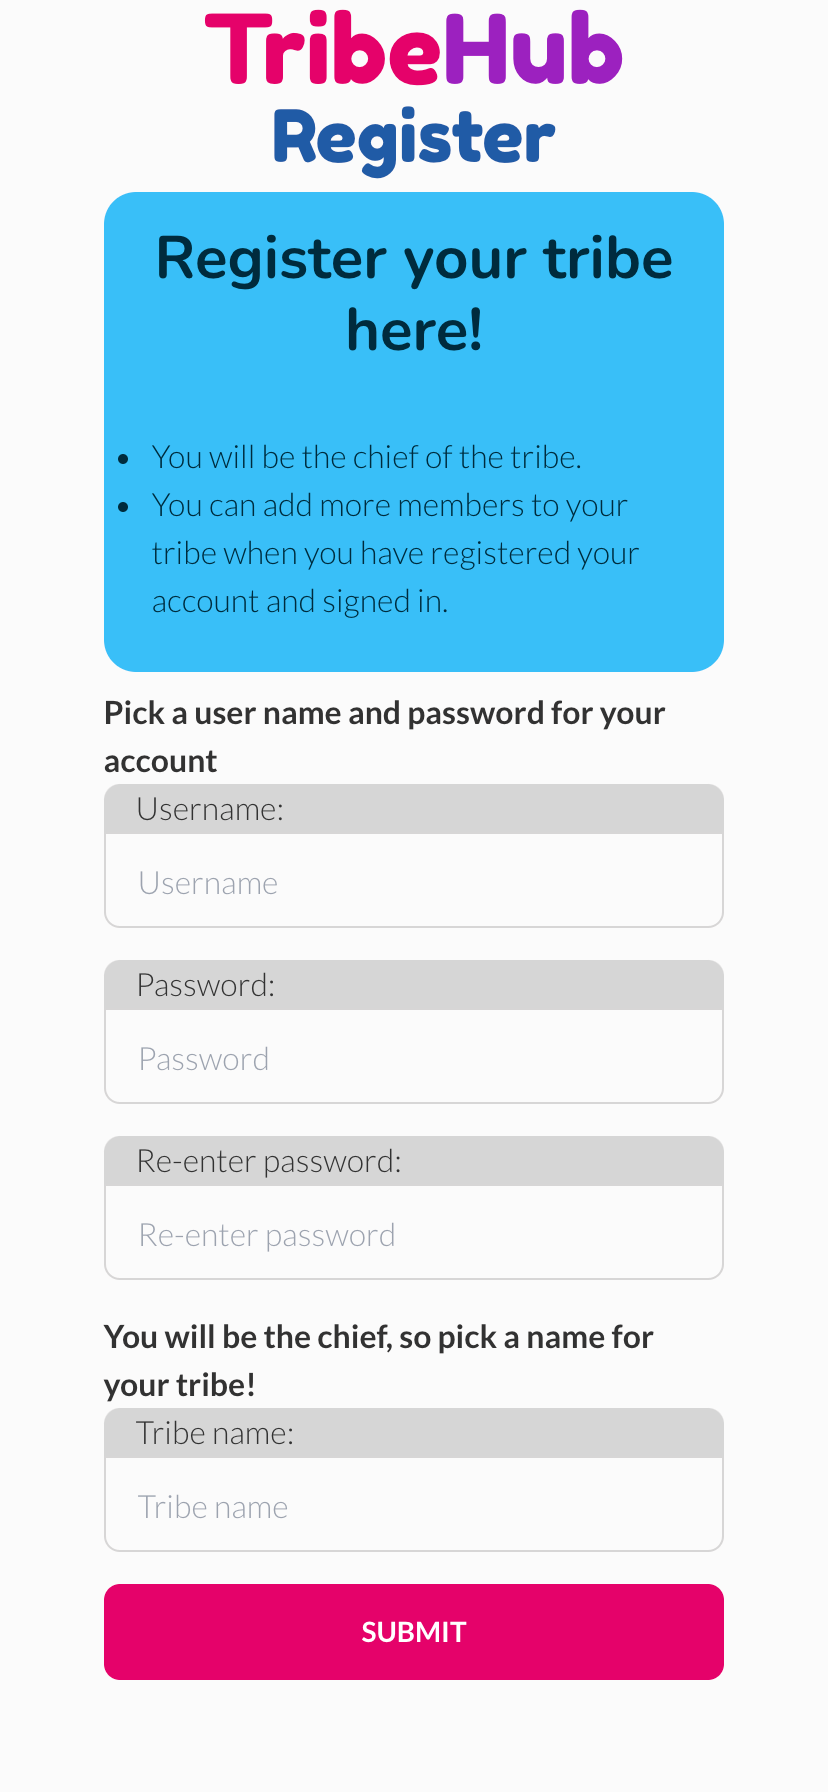 TribeHub
Register
Register your tribe
here!
• You will be the chief of the tribe.
• You can add more members to your
tribe when you have registered your
account and signed in.
Pick a user name and password for your
account
Username:
Username
Password:
Password
Re-enter password:
Re-enter password
You will be the chief, so pick a name for
your tribe!
Tribe name:
Tribe name
SUBMIT